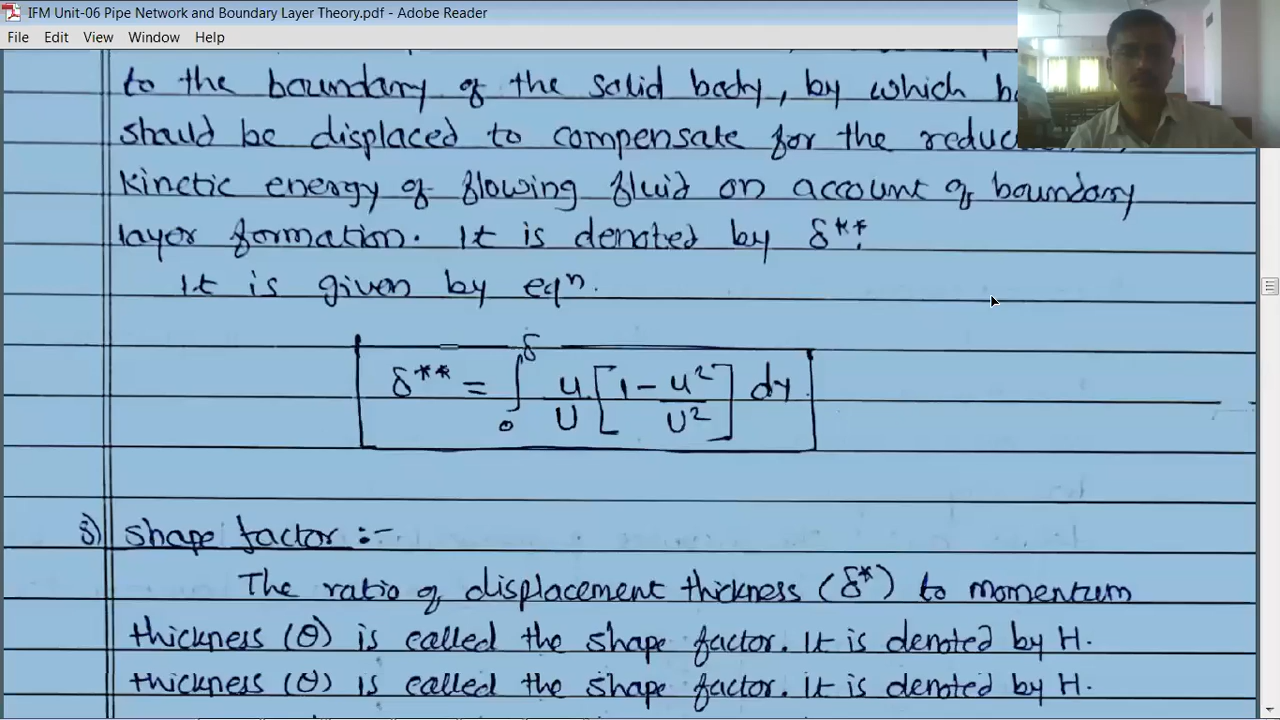 IFM Unit-06 Pipe Network and Boundary Layer Theory.pdf - Adobe Reader
File Edit View Window Help
to the boundary of the solid body, by which
should be displaced to compensate for the
kinetic energy of flowing fluid on account of boundary
layer formation. It is denoted by δ**.
It is given by eqn.
δ** = ∫₀^δ u/U [1 - u²/U²] dy
shape factor :-
The ratio of displacement thickness (δ*) to momentum
thickness (θ) is called the shape factor. It is denoted by H.
thickness (θ) is called the shape factor. it is denoted by H.